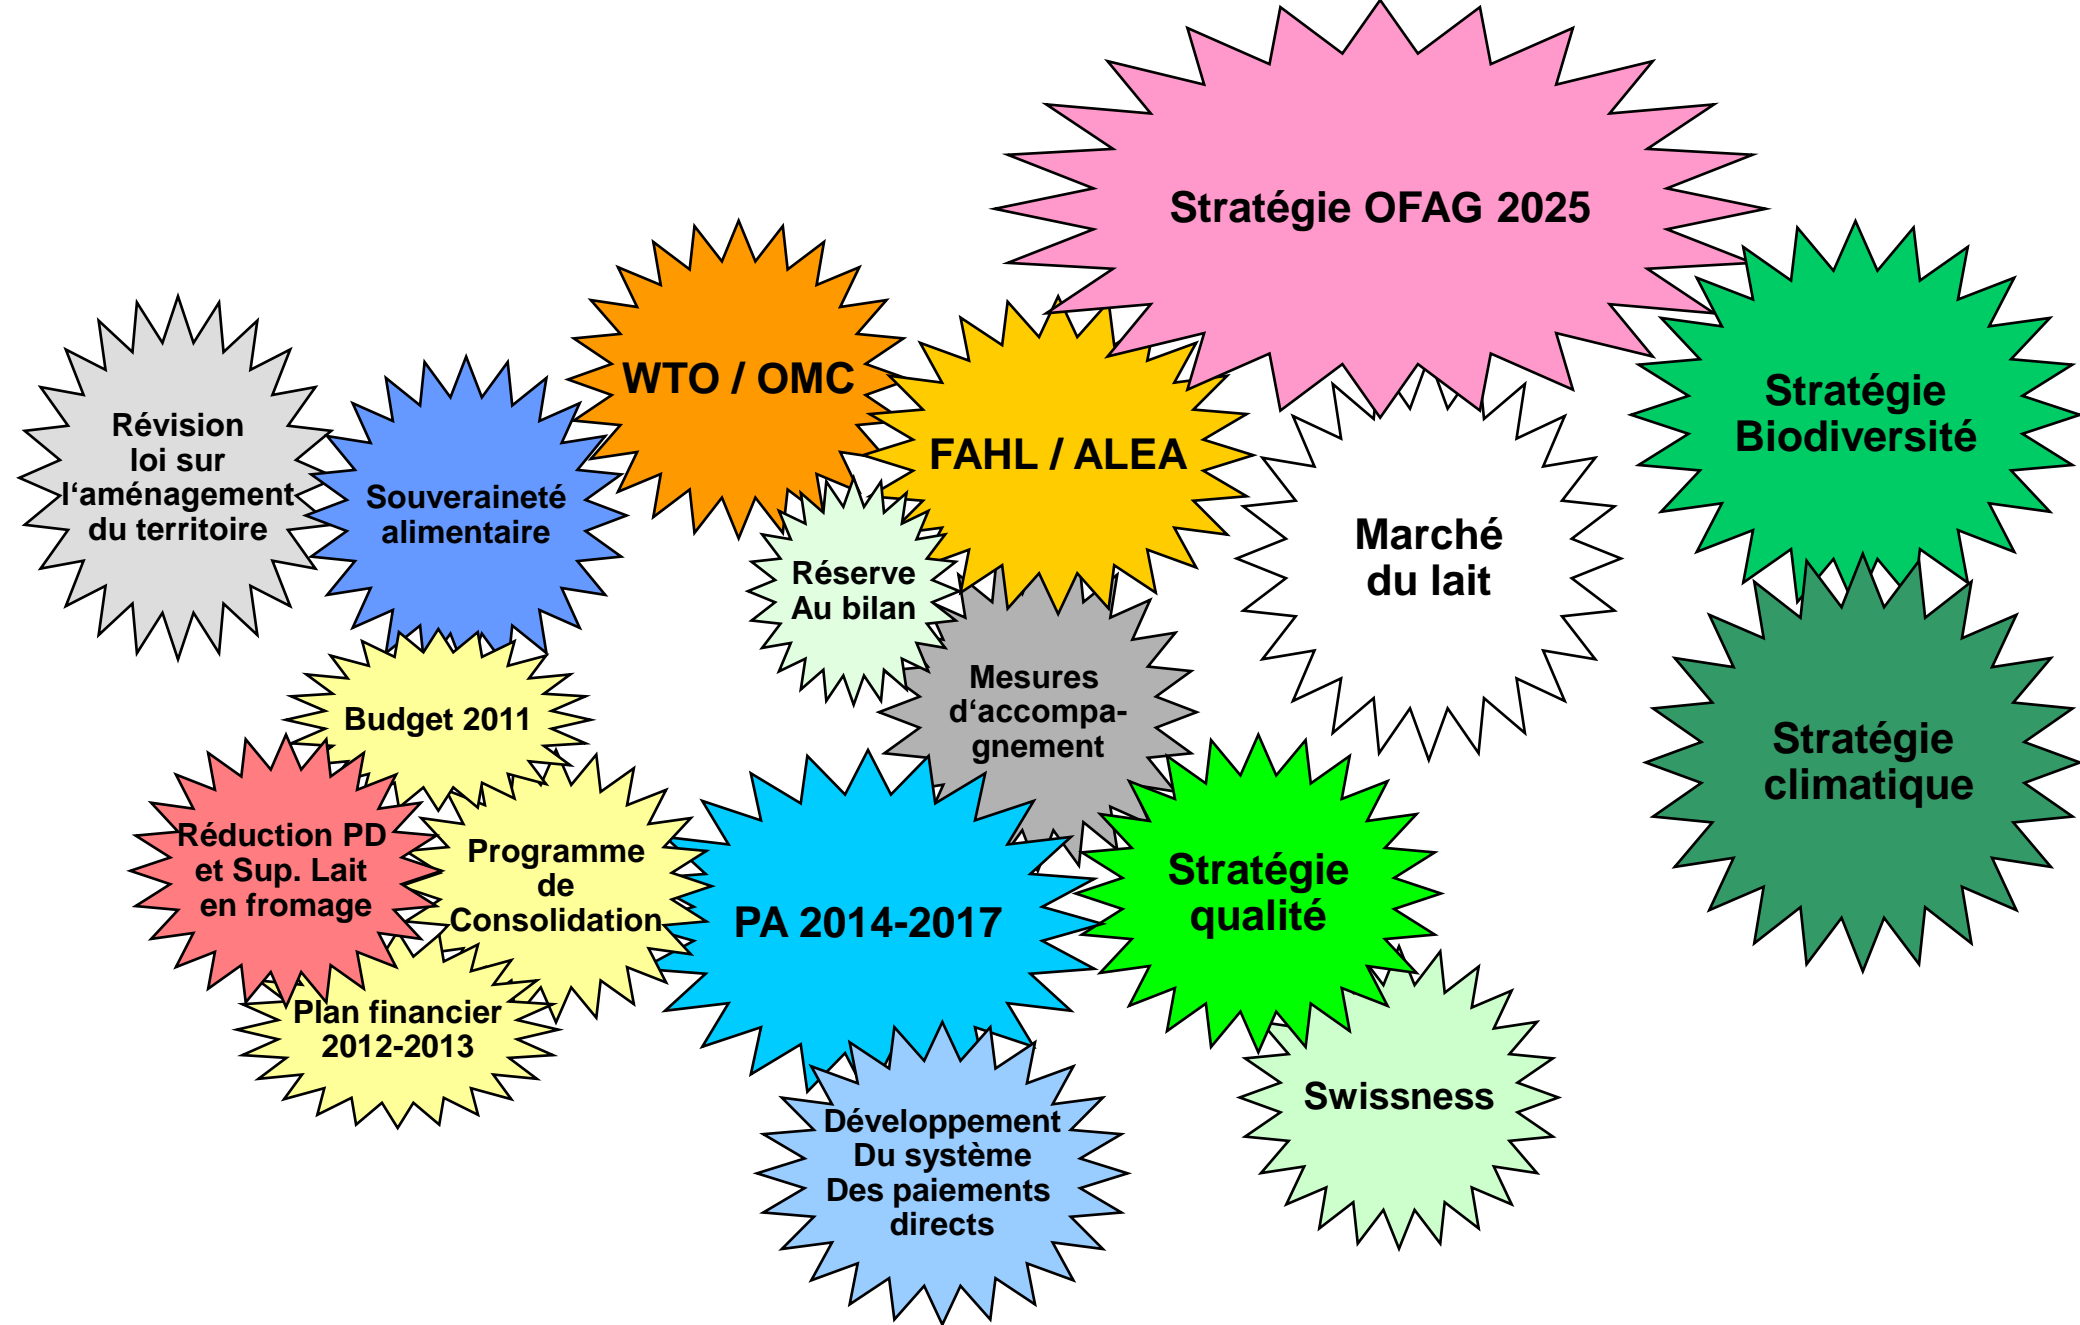 Stratégie OFAG 2025
WTO / OMC
FAHL / ALEA
Stratégie
Biodiversité
Révision
loi sur
l‘aménagement
du territoire
Souveraineté
alimentaire
Marché
du lait
Réserve
Au bilan
Mesures
d‘accompa-
gnement
Budget 2011
Stratégie
climatique
Réduction PD
et Sup. Lait
en fromage
Programme
de
Consolidation
PA 2014-2017
Stratégie
qualité
Plan financier
2012-2013
Swissness
Développement
Du système
Des paiements
directs